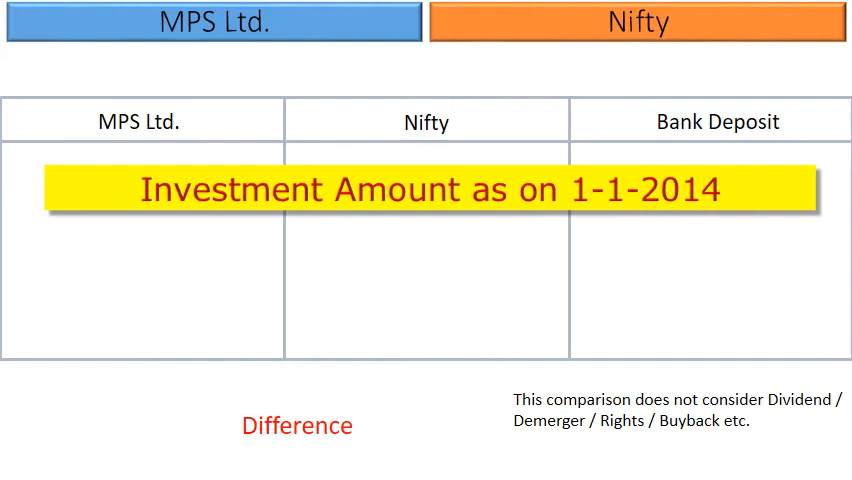 MPS Ltd.
Nifty
MPS Ltd.
Nifty
Bank Deposit
Investment Amount as on 1-1-2014
This comparison does not consider Dividend /
Demerger / Rights / Buyback etc.
Difference